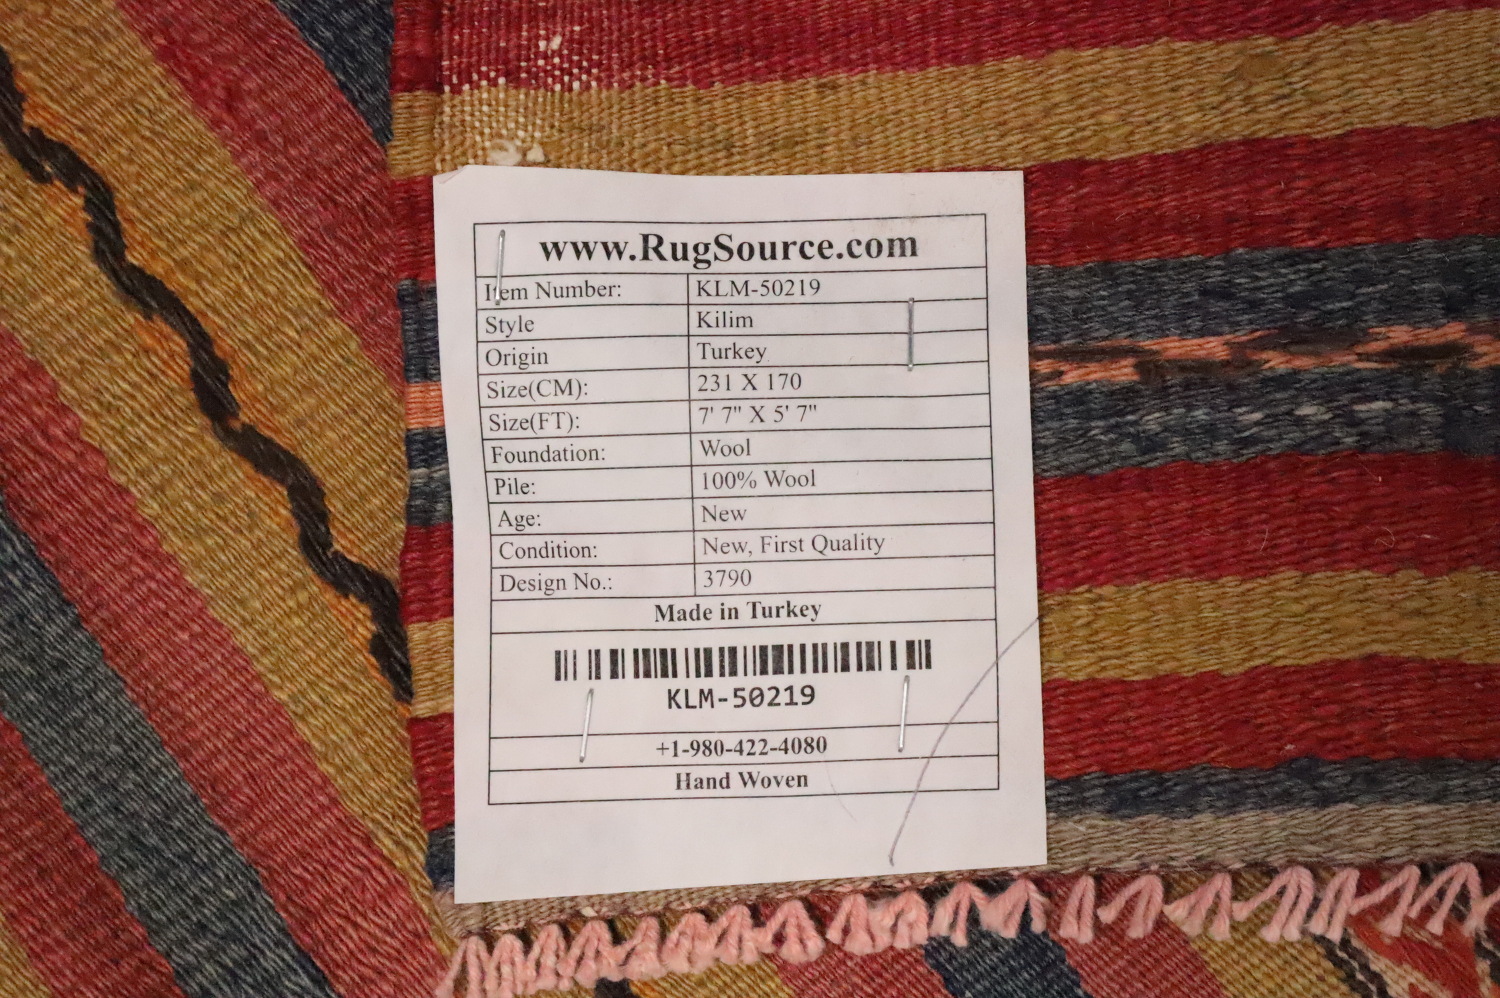 www.RugSource.com
Item Number: KLM-50219
Style Kilim
Origin Turkey
Size(CM): 231 X 170
Size(FT): 7' 7" X 5' 7"
Foundation: Wool
Pile: 100% Wool
Age: New
Condition: New, First Quality
Design No.: 3790
Made in Turkey
KLM-50219
+1-980-422-4080
Hand Woven